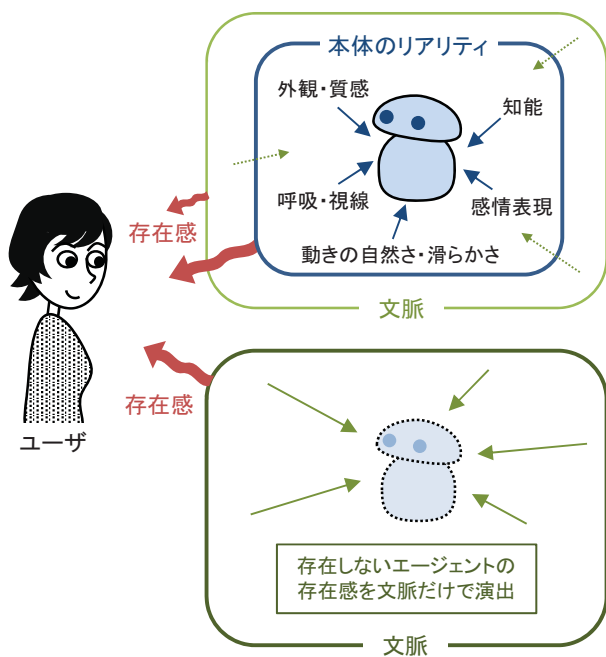 本体のリアリティ
外観・質感
知能
呼吸・視線
感情表現
動きの自然さ・滑らかさ
存在感
文脈
存在感
ユーザ
存在しないエージェントの
存在感を文脈だけで演出
文脈